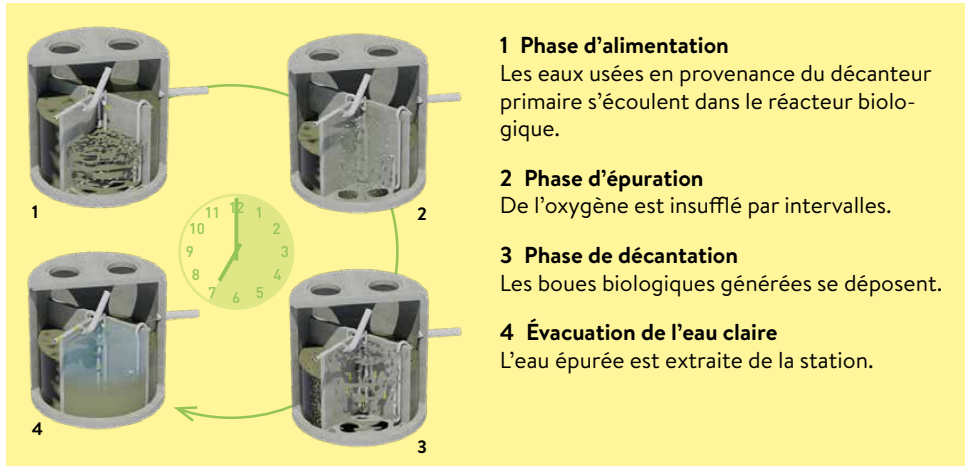 1 Phase d'alimentation
Les eaux usées en provenance du décanteur
primaire s'écoulent dans le réacteur biolo-
gique.
2 Phase d'épuration
De l'oxygène est insufflé par intervalles.
3 Phase de décantation
Les boues biologiques générées se déposent.
4 Évacuation de l'eau claire
L'eau épurée est extraite de la station.
1
2
3
4
12
1
2
3
4
5
6
7
8
9
10
11